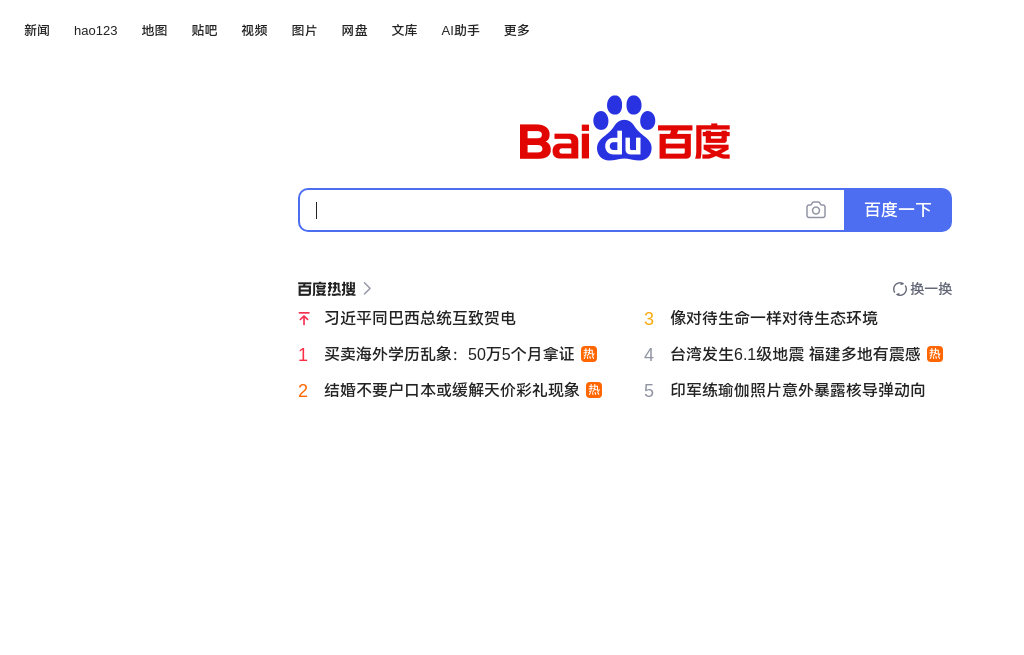 新闻 hao123 地图 贴吧 视频 图片 网盘 文库 AI助手 更多
Bai du 百度
百度一下
百度热搜 换一换
习近平同巴西总统互致贺电
3 像对待生命一样对待生态环境
1 买卖海外学历乱象：50万5个月拿证 热
4 台湾发生6.1级地震 福建多地有震感 热
2 结婚不要户口本或缓解天价彩礼现象 热
5 印军练瑜伽照片意外暴露核导弹动向